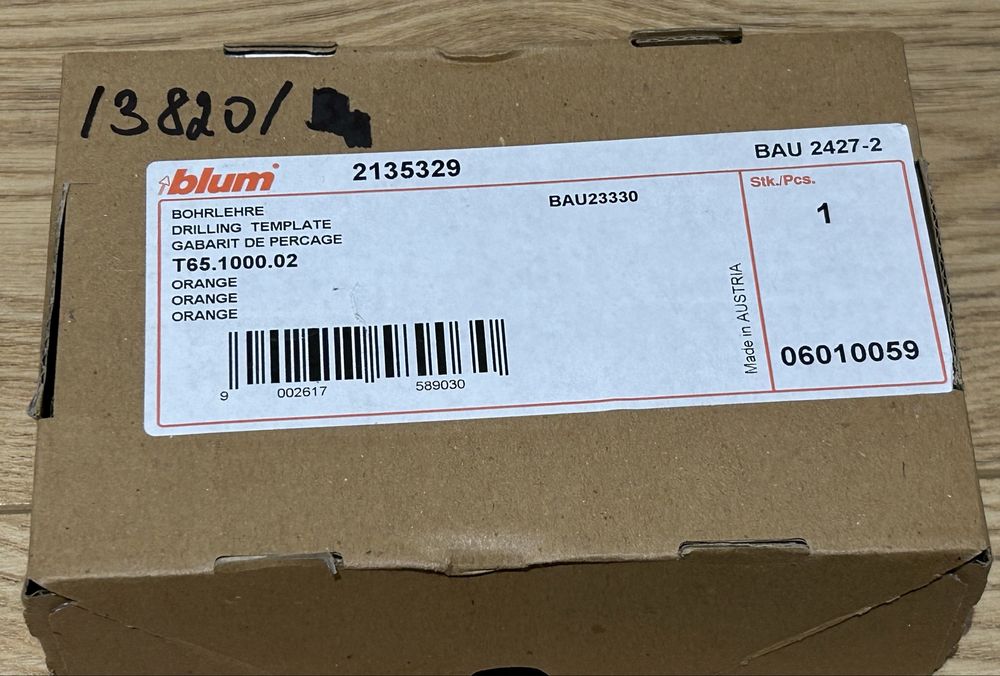 /38201
blum
2135329
BAU 2427-2
BOHRLEHRE
DRILLING TEMPLATE
GABARIT DE PERCAGE
T65.1000.02
ORANGE
ORANGE
ORANGE
BAU23330
Stk./Pcs.
1
Made in AUSTRIA
06010059
9 002617 589030